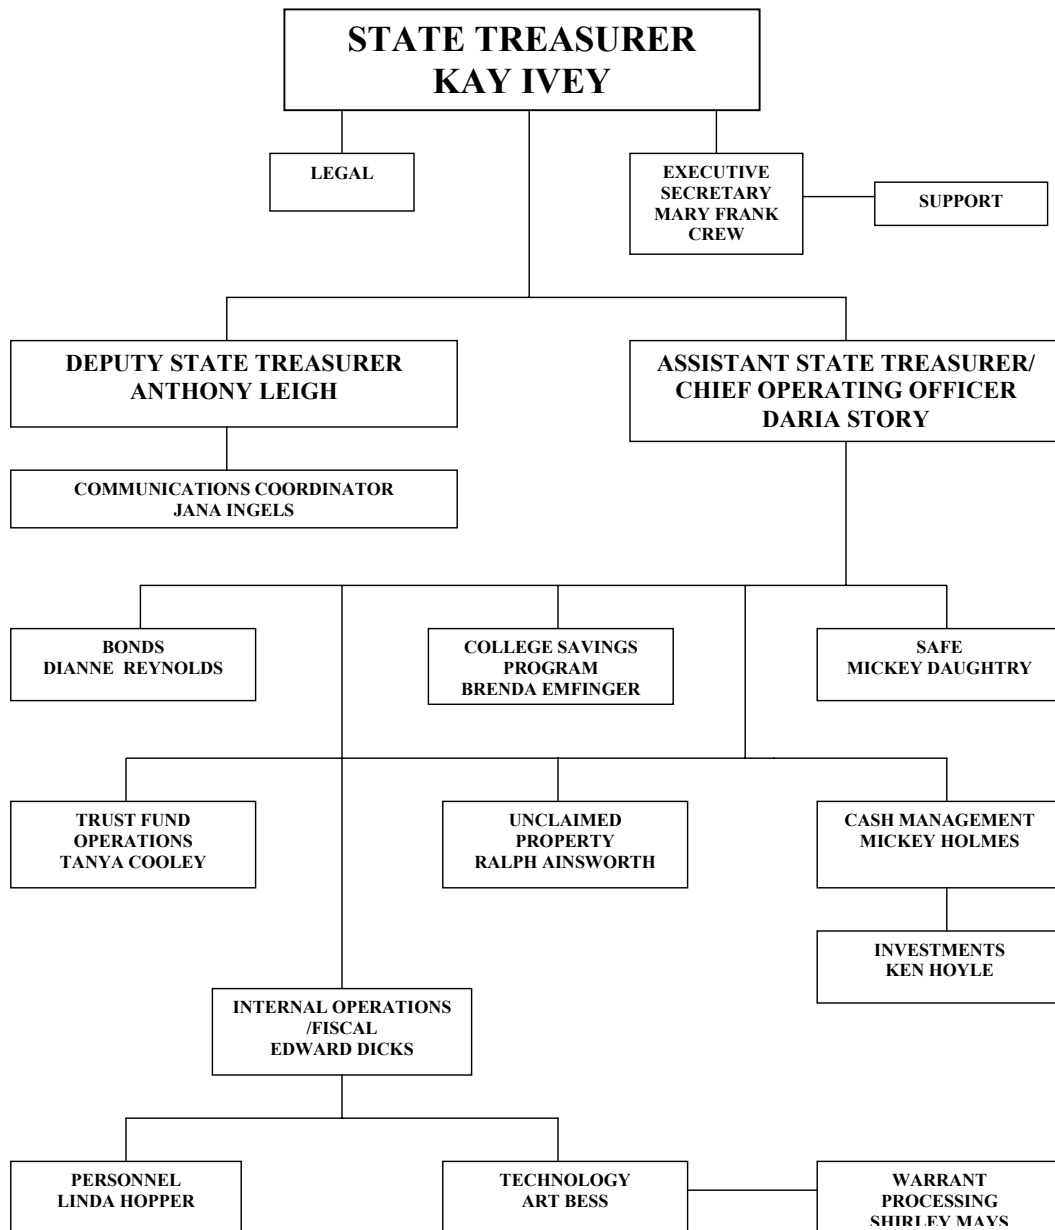 STATE TREASURER
KAY IVEY
LEGAL
EXECUTIVE
SECRETARY
MARY FRANK
CREW
SUPPORT
DEPUTY STATE TREASURER
ANTHONY LEIGH
ASSISTANT STATE TREASURER/
CHIEF OPERATING OFFICER
DARIA STORY
COMMUNICATIONS COORDINATOR
JANA INGELS
BONDS
DIANNE REYNOLDS
COLLEGE SAVINGS
PROGRAM
BRENDA EMFINGER
SAFE
MICKEY DAUGHTRY
TRUST FUND
OPERATIONS
TANYA COOLEY
UNCLAIMED
PROPERTY
RALPH AINSWORTH
CASH MANAGEMENT
MICKEY HOLMES
INVESTMENTS
KEN HOYLE
INTERNAL OPERATIONS
/FISCAL
EDWARD DICKS
PERSONNEL
LINDA HOPPER
TECHNOLOGY
ART BESS
WARRANT
PROCESSING
SHIRLEY MAYS